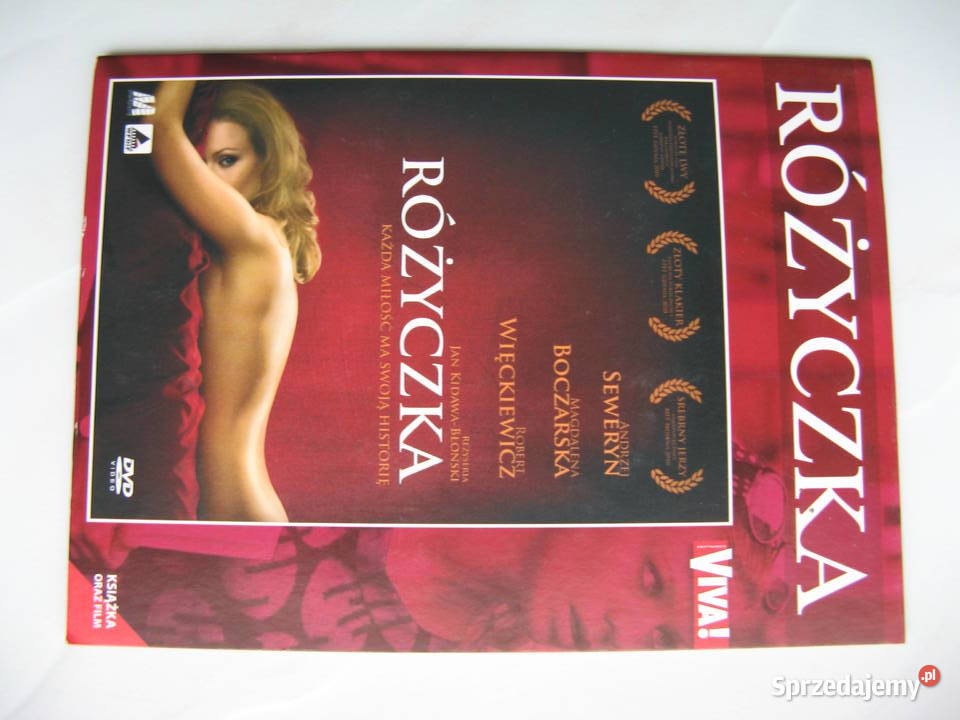 RÓŻYCZKA
ZŁOTE LWY
ZŁOTY KLAKIER
SREBRNY JERZY
ANDRZEJ
SEWERYN
MAGDALENA
BOCZARSKA
ROBERT
WIĘCKIEWICZ
REŻYSERIA
JAN KIDAWA-BŁOŃSKI
RÓŻYCZKA
KAŻDA MIŁOŚĆ MA SWOJĄ HISTORIĘ
DVD
VIDEO
VIVA!
KSIĄŻKA
ORAZ FILM
Sprzedajemy.pl